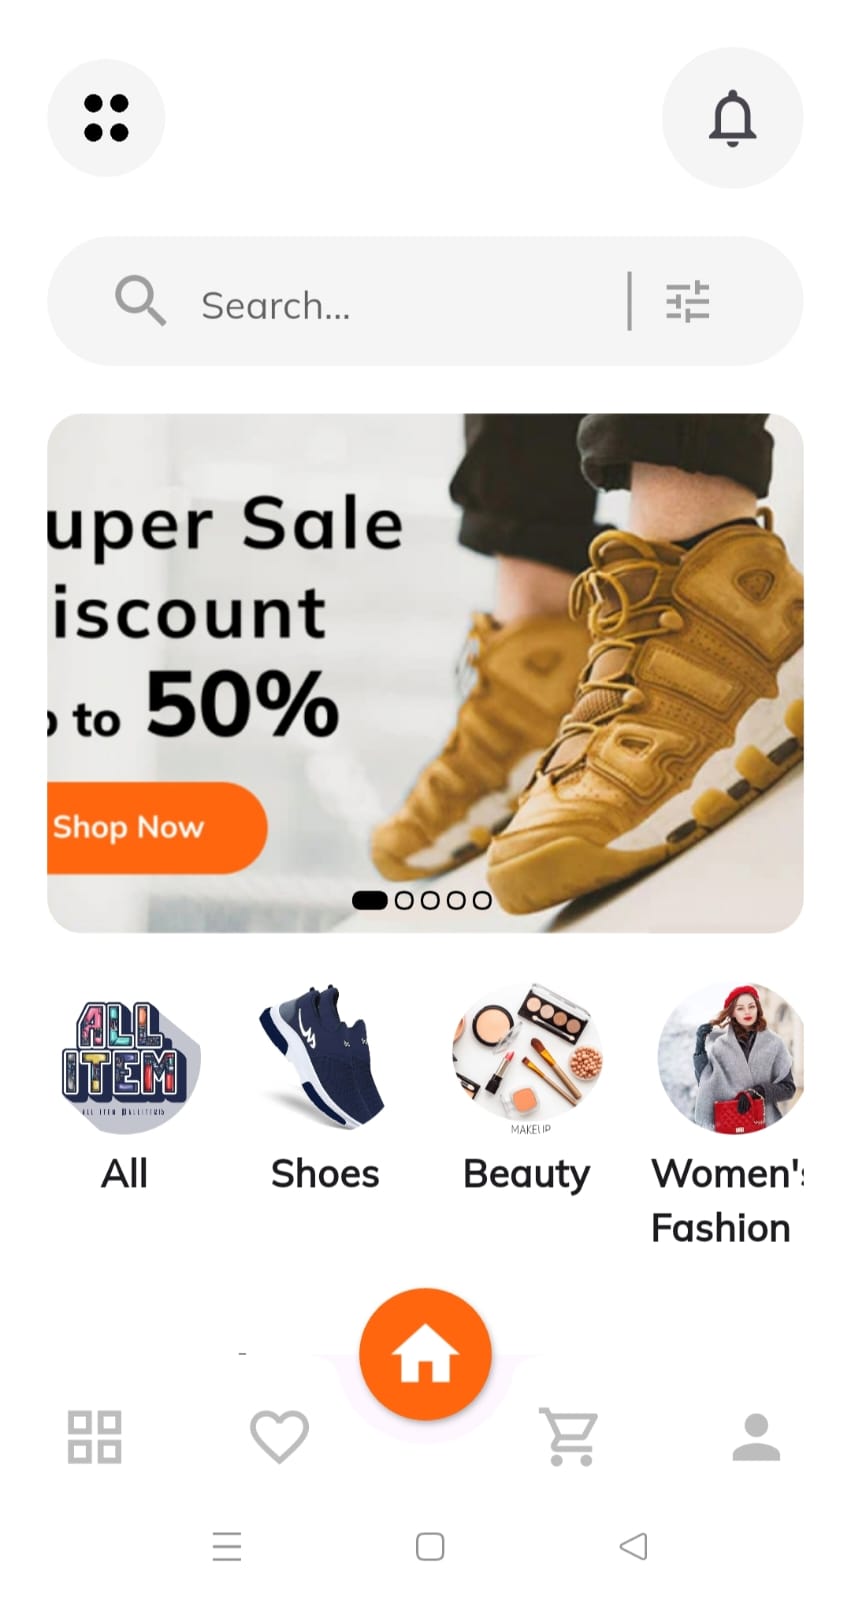 Search...
uper Sale
iscount
to 50%
Shop Now
ALL
ITEM
MAKEUP
All
Shoes
Beauty
Women's
Fashion